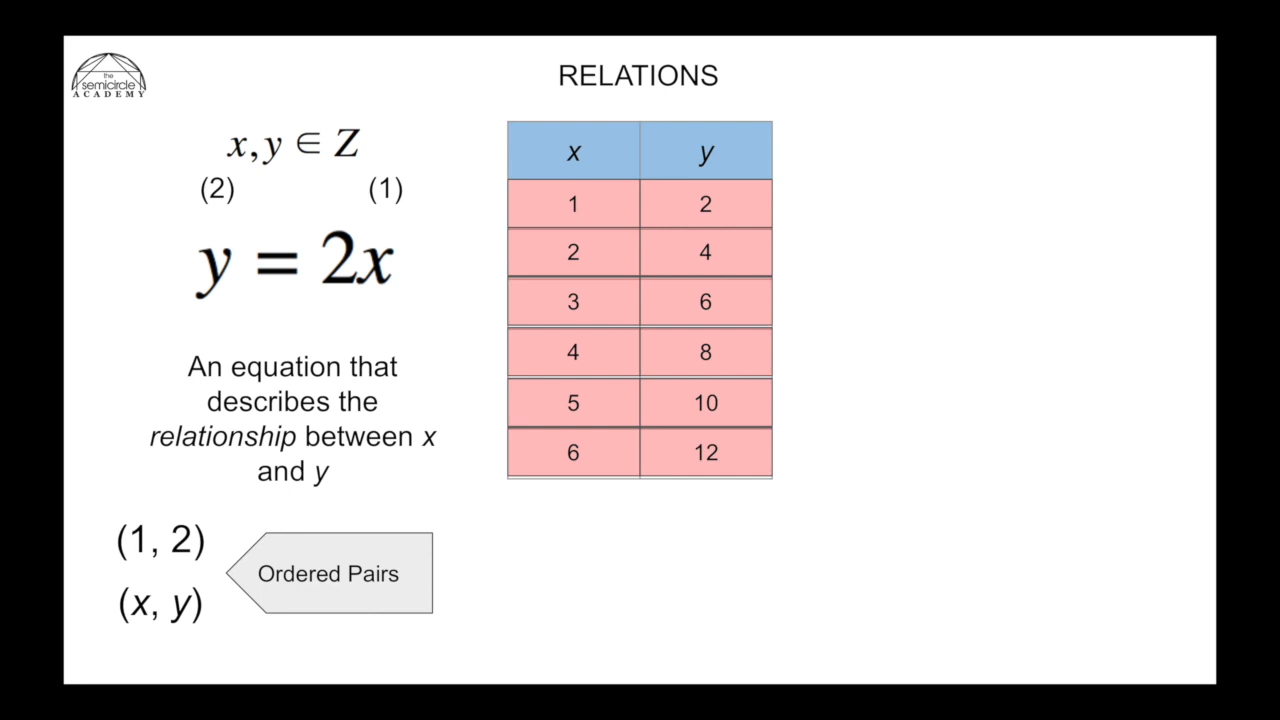 the
semicircle
ACADEMY
RELATIONS
x, y ∈ Z
(2) (1)
y = 2x
An equation that
describes the
relationship between x
and y
(1, 2)
(x, y)
Ordered Pairs
x y
1 2
2 4
3 6
4 8
5 10
6 12